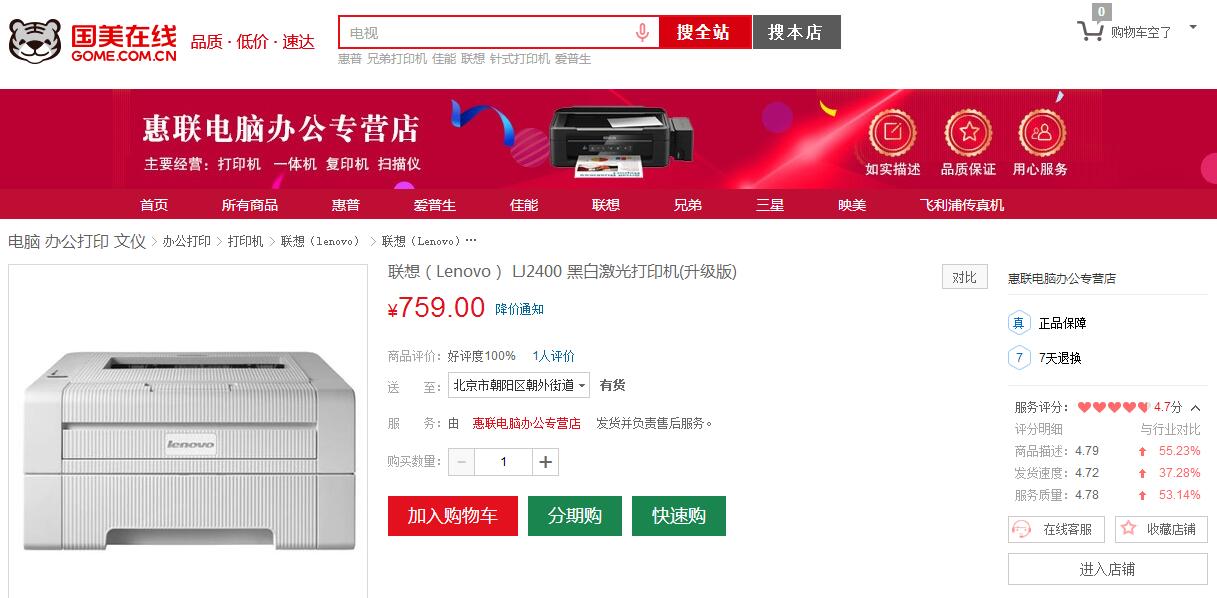 国美在线
GOME.COM.CN
品质 · 低价 · 速达
电视
搜全站
搜本店
惠普 兄弟打印机 佳能 联想 针式打印机 爱普生
0
购物车空了
惠联电脑办公专营店
主要经营：打印机 一体机 复印机 扫描仪
如实描述 品质保证 用心服务
首页 所有商品 惠普 爱普生 佳能 联想 兄弟 三星 映美 飞利浦传真机
电脑 办公打印 文仪 > 办公打印 > 打印机 > 联想（lenovo） > 联想（Lenovo）…
联想（Lenovo） LJ2400 黑白激光打印机(升级版)
对比
¥759.00 降价通知
商品评价：好评度100% 1人评价
送 至：北京市朝阳区朝外街道 有货
服 务：由 惠联电脑办公专营店 发货并负责售后服务。
购买数量：− 1 +
加入购物车 分期购 快速购
lenovo
惠联电脑办公专营店
真 正品保障
7 7天退换
服务评分： 4.7分
评分明细 与行业对比
商品描述：4.79 55.23%
发货速度：4.72 37.28%
服务质量：4.78 53.14%
在线客服 收藏店铺
进入店铺